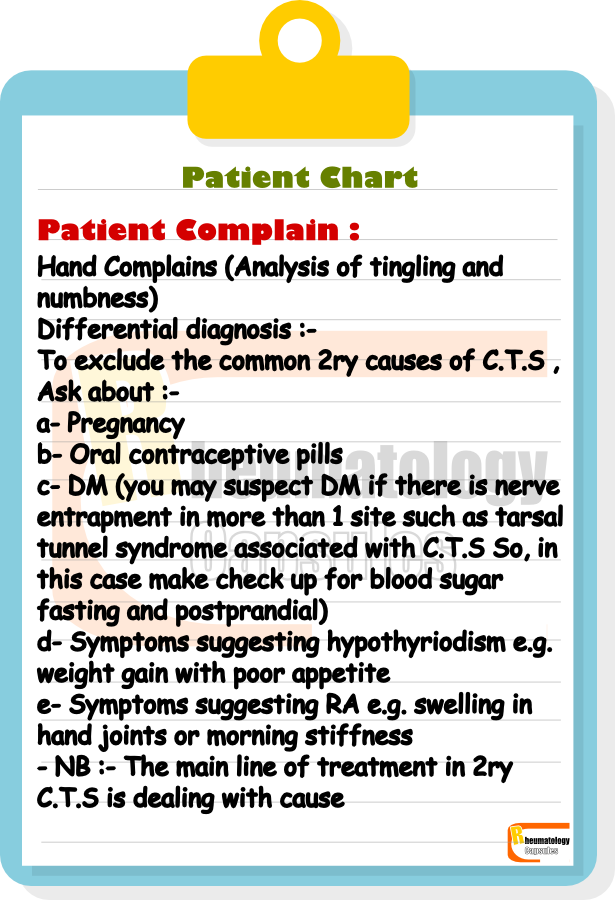 Patient Chart
Patient Complain :
Hand Complains (Analysis of tingling and
numbness)
Differential diagnosis :-
To exclude the common 2ry causes of C.T.S ,
Ask about :-
a- Pregnancy
b- Oral contraceptive pills
c- DM (you may suspect DM if there is nerve
entrapment in more than 1 site such as tarsal
tunnel syndrome associated with C.T.S So, in
this case make check up for blood sugar
fasting and postprandial)
d- Symptoms suggesting hypothyriodism e.g.
weight gain with poor appetite
e- Symptoms suggesting RA e.g. swelling in
hand joints or morning stiffness
- NB :- The main line of treatment in 2ry
C.T.S is dealing with cause
Rheumatology
Capsules
Rheumatology
Capsules